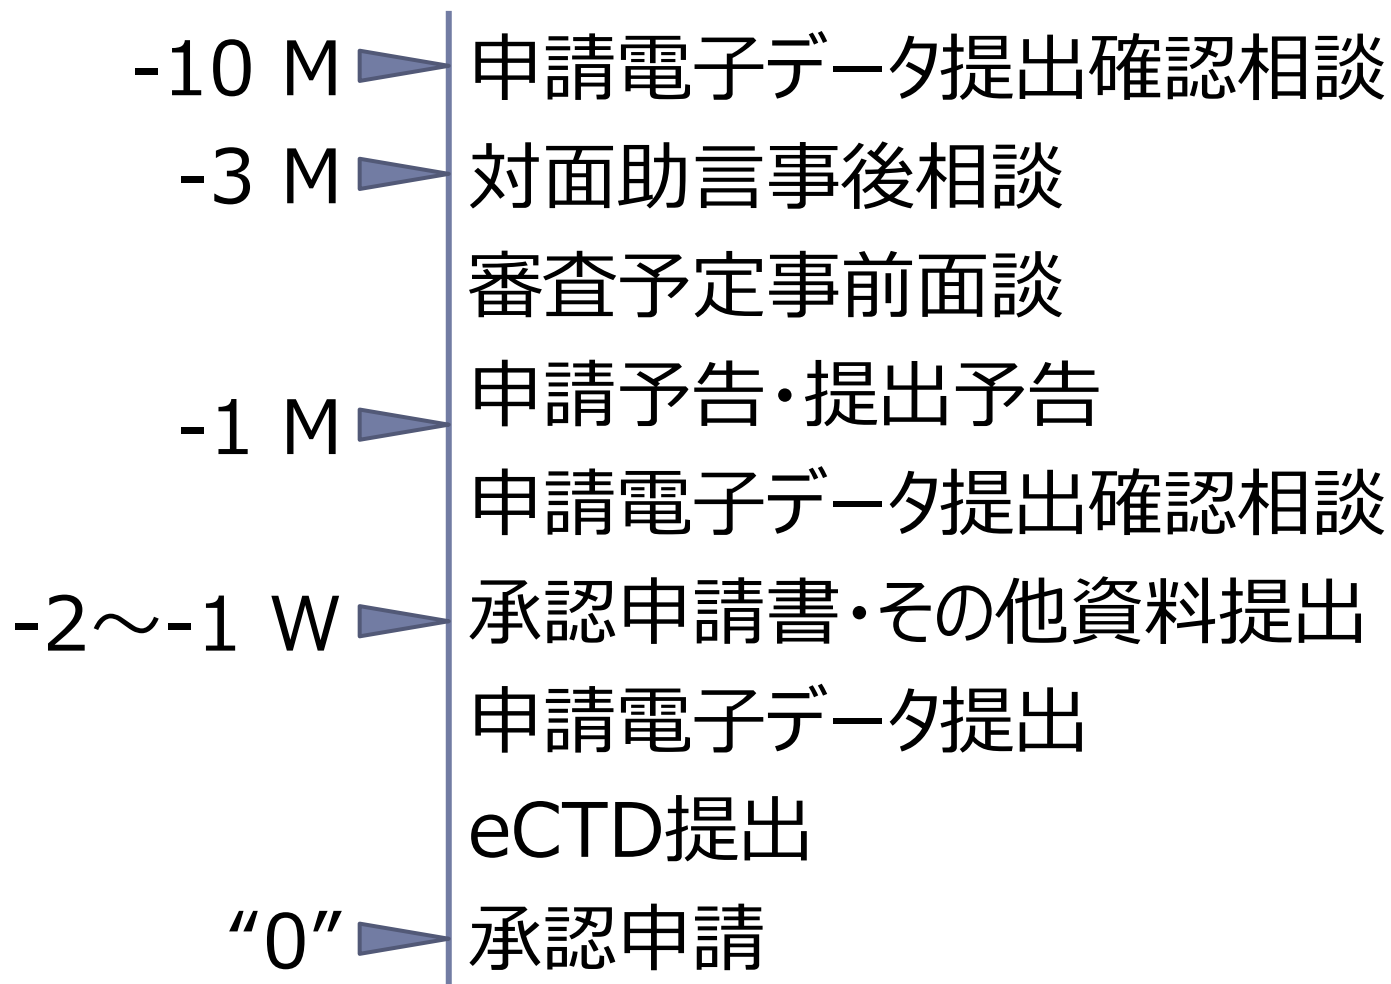 -10 M 申請電子データ提出確認相談
-3 M 対面助言事後相談
審査予定事前面談
申請予告・提出予告
-1 M
申請電子データ提出確認相談
-2～-1 W 承認申請書・その他資料提出
申請電子データ提出
eCTD提出
“0” 承認申請